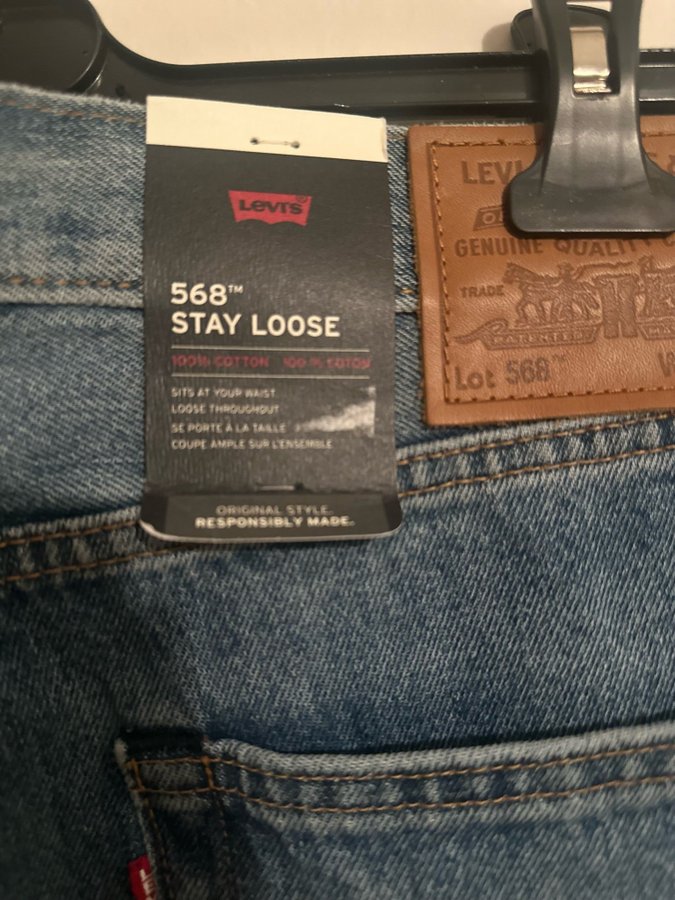 Levi's®
568™
STAY LOOSE
100% COTTON 100 % COTON
SITS AT YOUR WAIST
LOOSE THROUGHOUT
SE PORTE À LA TAILLE
COUPE AMPLE SUR L'ENSEMBLE
ORIGINAL STYLE.
RESPONSIBLY MADE.
LEVI
GENUINE QUALITY
TRADE
PATENTED
Lot 568™ W